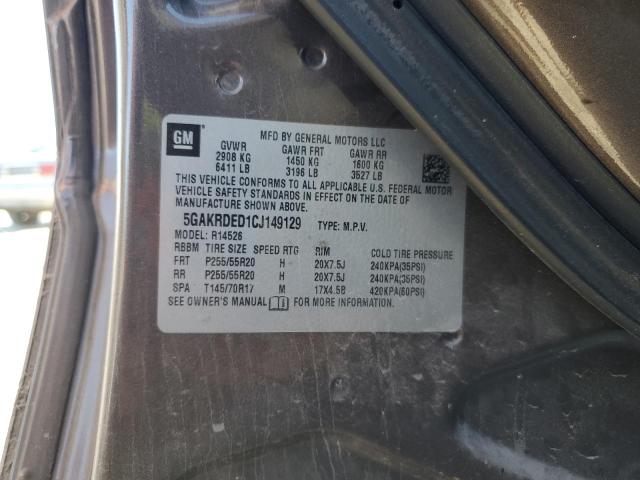 GM
MFD BY GENERAL MOTORS LLC
GVWR GAWR FRT GAWR RR
2908 KG 1450 KG 1600 KG
6411 LB 3196 LB 3527 LB
THIS VEHICLE CONFORMS TO ALL APPLICABLE U.S. FEDERAL MOTOR
VEHICLE SAFETY STANDARDS IN EFFECT ON THE DATE OF
MANUFACTURE SHOWN ABOVE.
5GAKRDED1CJ149129 TYPE: M.P.V.
MODEL: R14526
RBBM TIRE SIZE SPEED RTG RIM COLD TIRE PRESSURE
FRT P255/55R20 H 20X7.5J 240KPA(35PSI)
RR P255/55R20 H 20X7.5J 240KPA(35PSI)
SPA T145/70R17 M 17X4.5B 420KPA(60PSI)
SEE OWNER'S MANUAL FOR MORE INFORMATION.